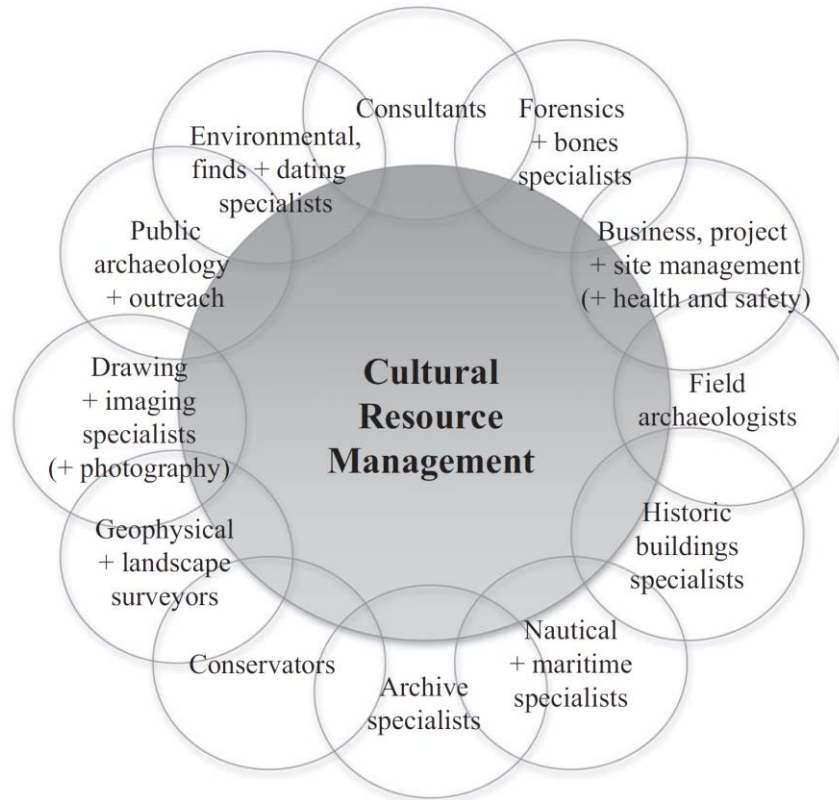 Consultants
Forensics
+ bones
specialists
Business, project
+ site management
(+ health and safety)
Field
archaeologists
Historic
buildings
specialists
Nautical
+ maritime
specialists
Archive
specialists
Conservators
Geophysical
+ landscape
surveyors
Drawing
+ imaging
specialists
(+ photography)
Public
archaeology
+ outreach
Environmental,
finds + dating
specialists
Cultural
Resource
Management